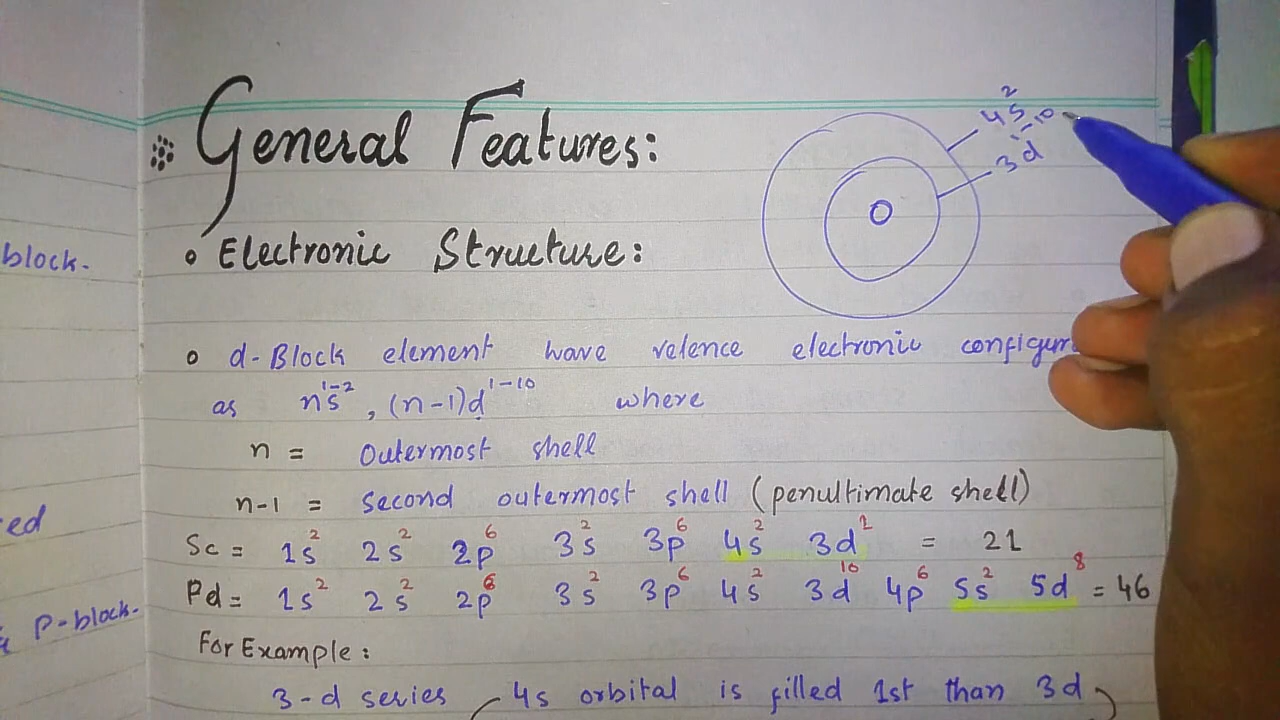 General Features:
4s²
3d¹⁻¹⁰
block.
• Electronic Structure:
o d-Block element have velence electronic configur
as ns¹⁻², (n-1)d¹⁻¹⁰ where
n = Outermost shell
n-1 = Second outermost shell (penultimate shell)
ed
Sc = 1s² 2s² 2p⁶ 3s² 3p⁶ 4s² 3d¹ = 21
Pd = 1s² 2s² 2p⁶ 3s² 3p⁶ 4s² 3d¹⁰ 4p⁶ 5s² 5d⁸ = 46
P-block.
For Example:
3-d series 4s orbital is filled 1st than 3d